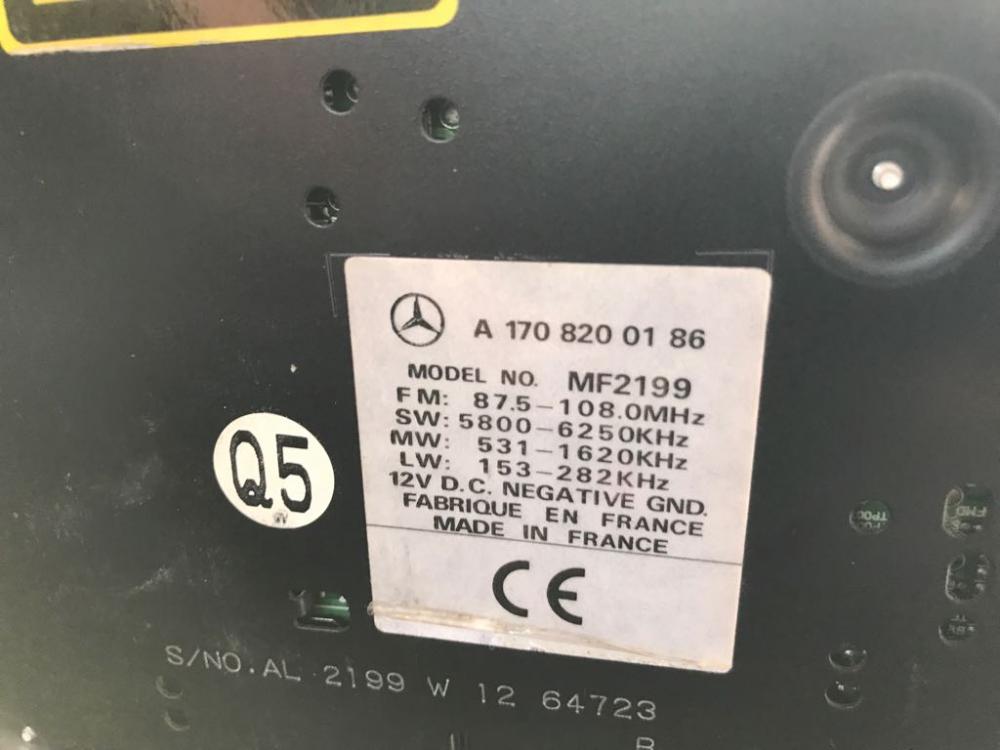 A 170 820 01 86
MODEL NO. MF2199
FM: 87.5-108.0MHz
SW: 5800-6250KHz
MW: 531-1620KHz
LW: 153-282KHz
12V D.C. NEGATIVE GND.
FABRIQUE EN FRANCE
MADE IN FRANCE
CE
Q5
S/NO.AL 2199 W 12 64723